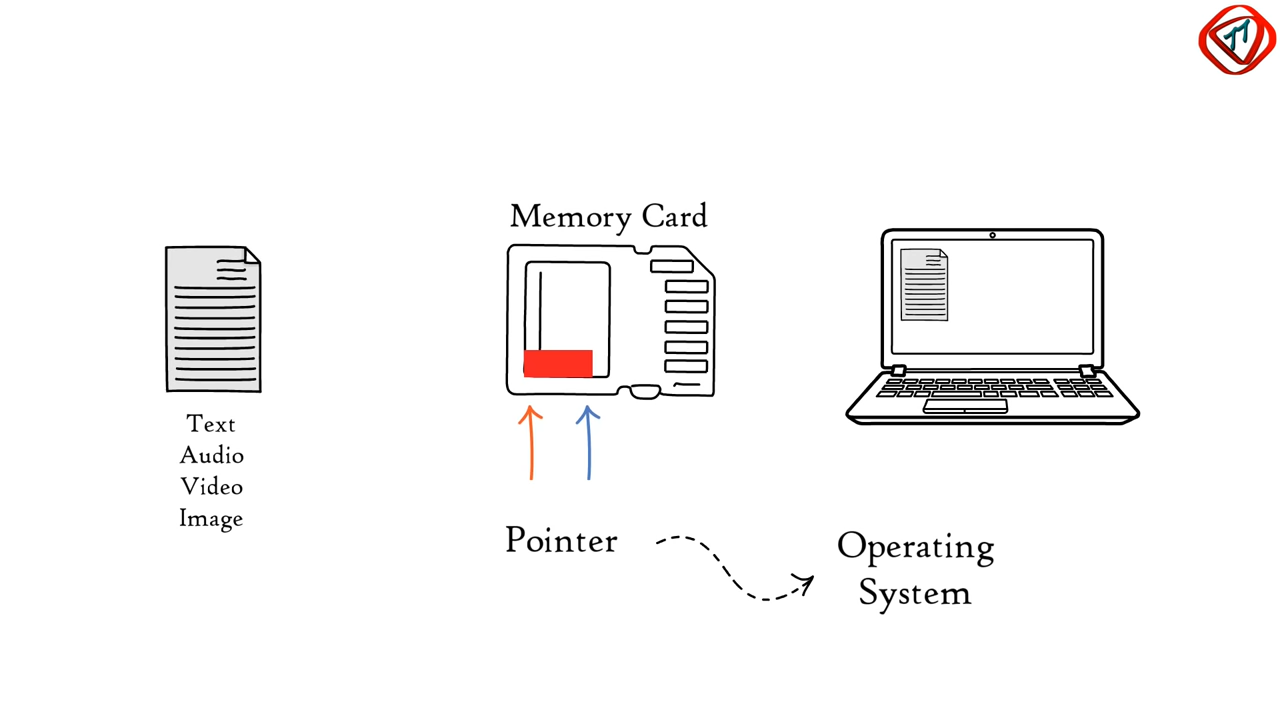 Memory Card
Text
Audio
Video
Image
Pointer
Operating
System